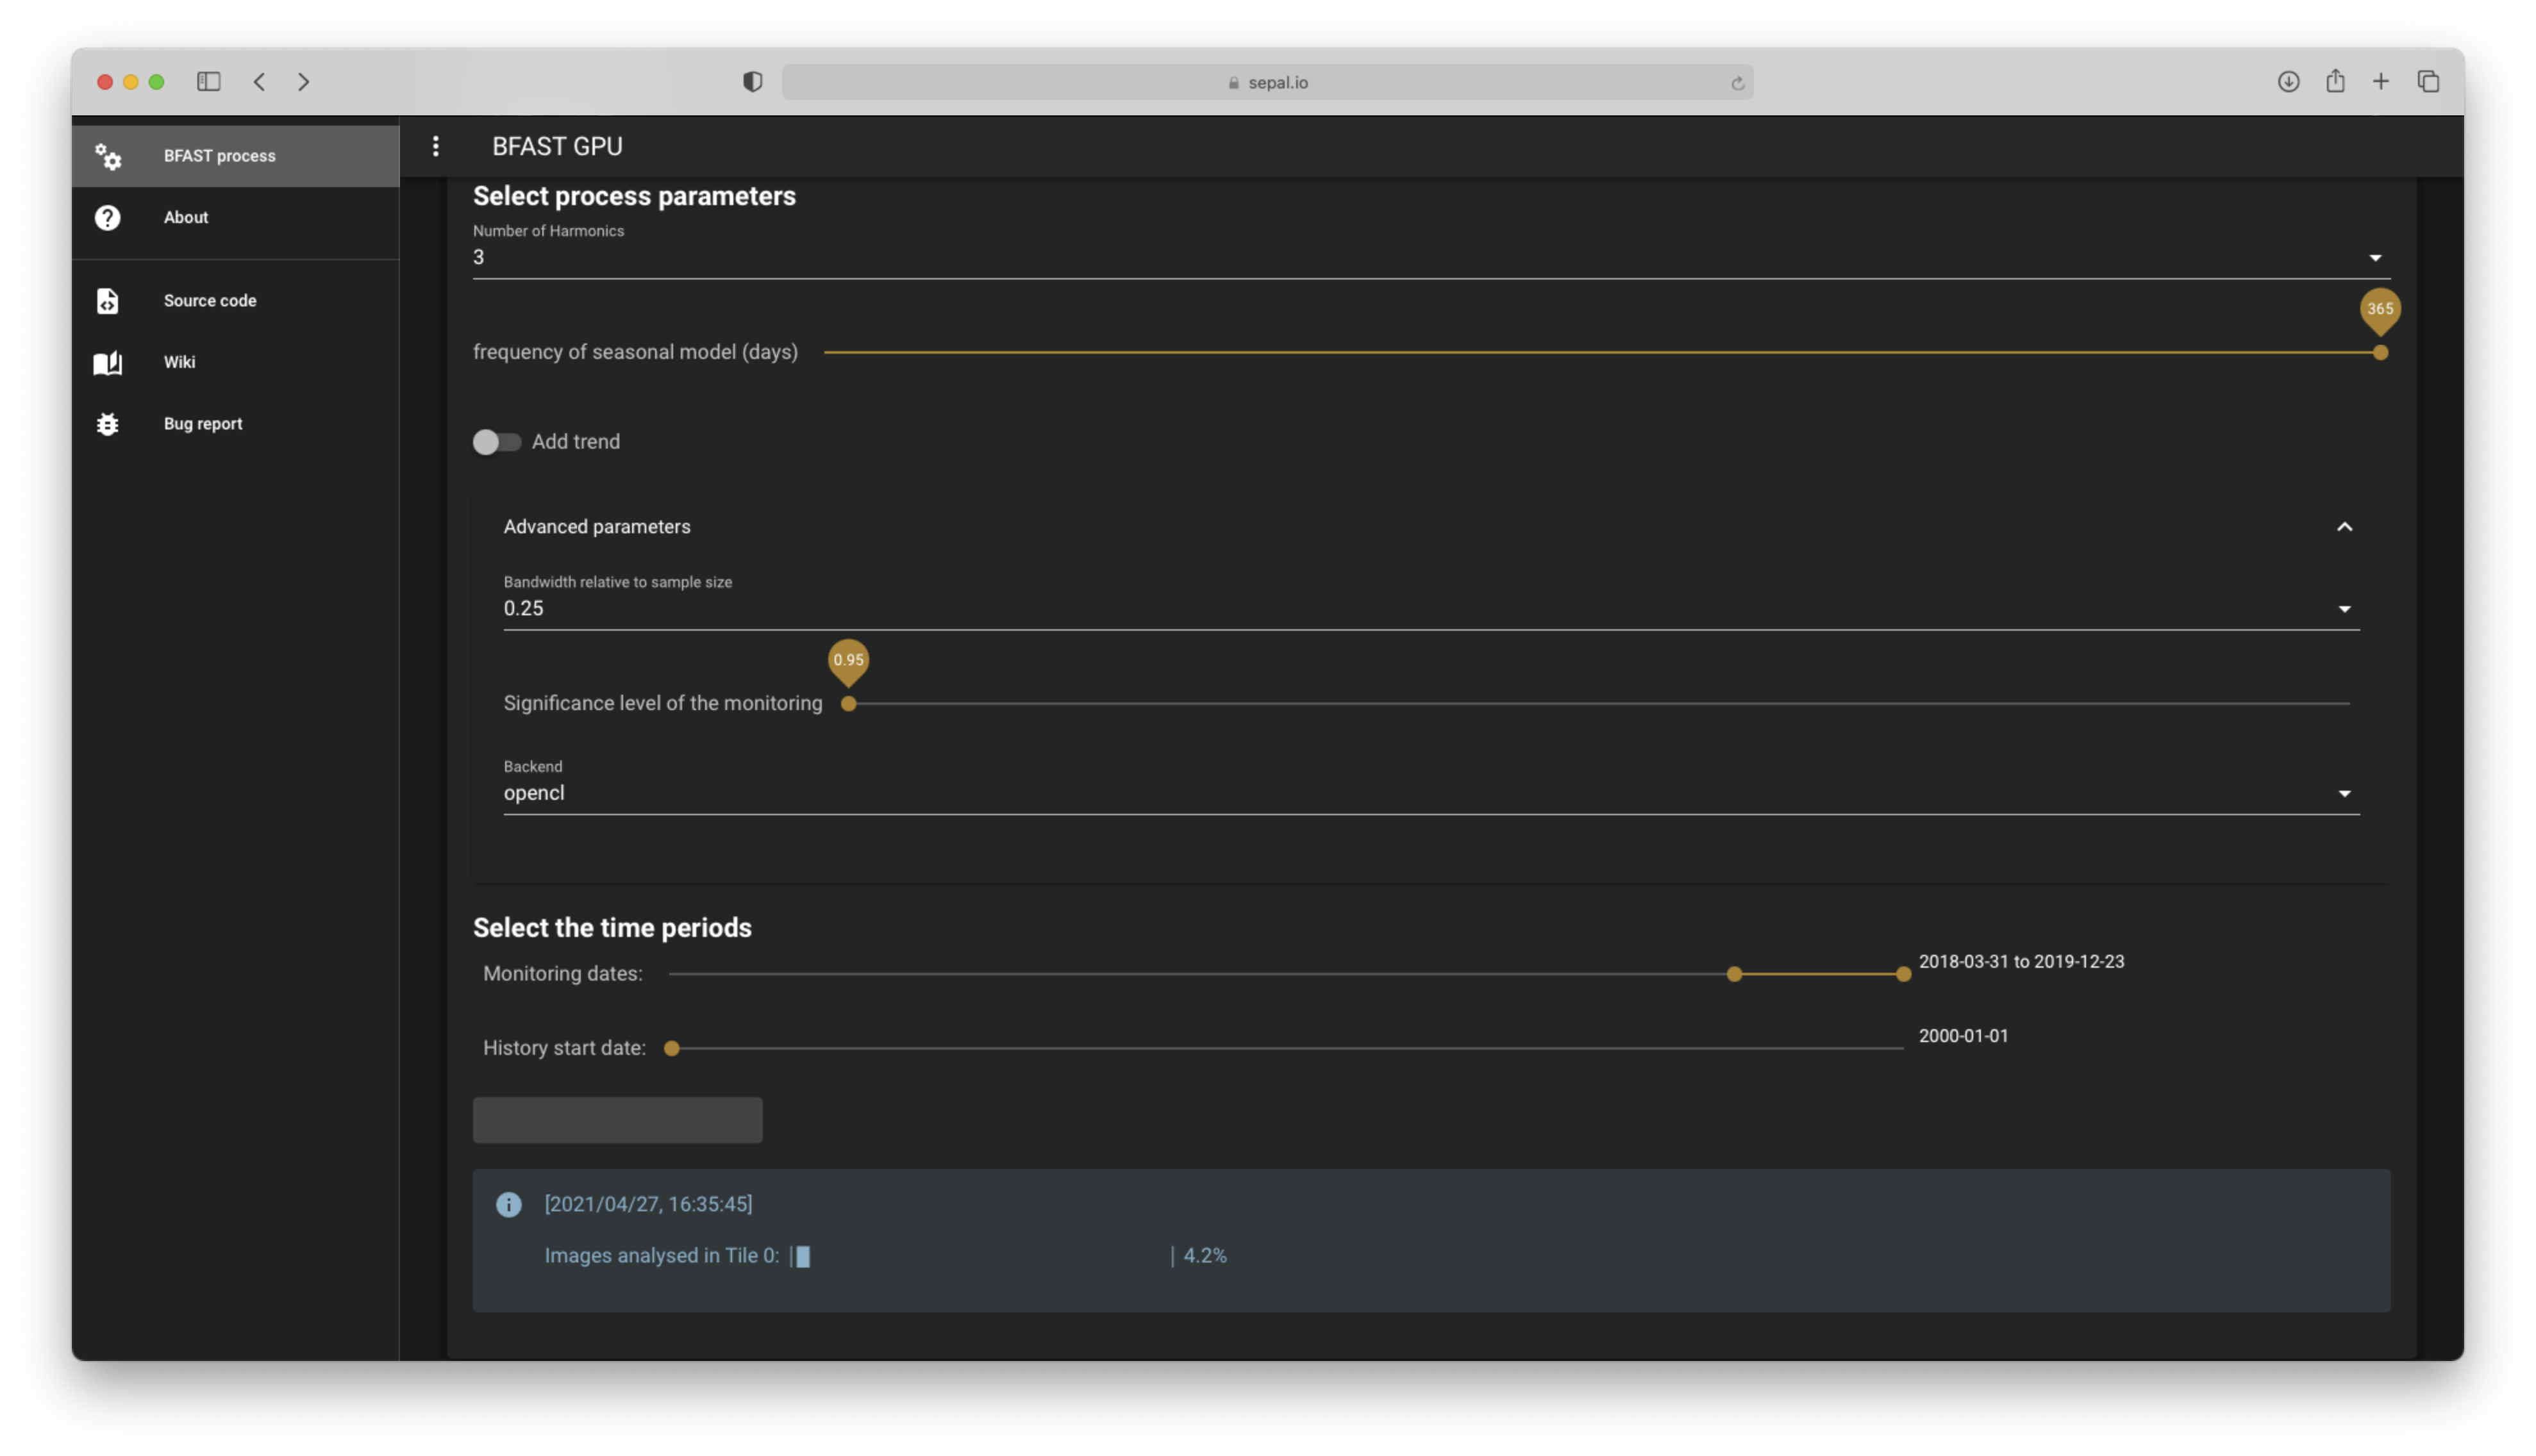 sepal.io
BFAST process
About
Source code
Wiki
Bug report
BFAST GPU
Select process parameters
Number of Harmonics
3
365
frequency of seasonal model (days)
Add trend
Advanced parameters
Bandwidth relative to sample size
0.25
0.95
Significance level of the monitoring
Backend
opencl
Select the time periods
Monitoring dates: 2018-03-31 to 2019-12-23
History start date: 2000-01-01
[2021/04/27, 16:35:45]
Images analysed in Tile 0: |█ | 4.2%